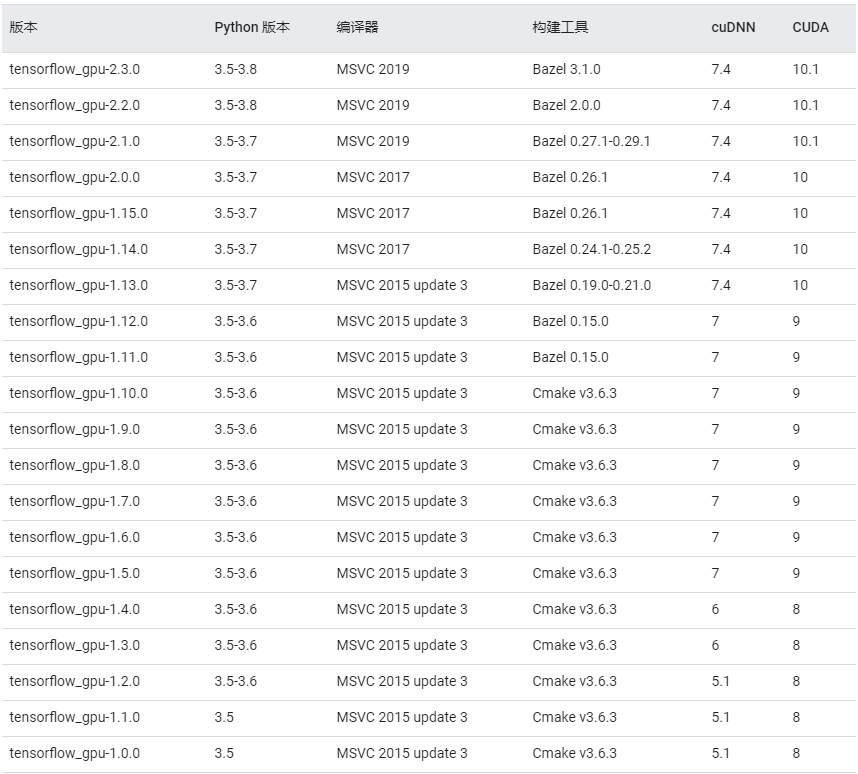 版本 Python 版本 编译器 构建工具 cuDNN CUDA
tensorflow_gpu-2.3.0 3.5-3.8 MSVC 2019 Bazel 3.1.0 7.4 10.1
tensorflow_gpu-2.2.0 3.5-3.8 MSVC 2019 Bazel 2.0.0 7.4 10.1
tensorflow_gpu-2.1.0 3.5-3.7 MSVC 2019 Bazel 0.27.1-0.29.1 7.4 10.1
tensorflow_gpu-2.0.0 3.5-3.7 MSVC 2017 Bazel 0.26.1 7.4 10
tensorflow_gpu-1.15.0 3.5-3.7 MSVC 2017 Bazel 0.26.1 7.4 10
tensorflow_gpu-1.14.0 3.5-3.7 MSVC 2017 Bazel 0.24.1-0.25.2 7.4 10
tensorflow_gpu-1.13.0 3.5-3.7 MSVC 2015 update 3 Bazel 0.19.0-0.21.0 7.4 10
tensorflow_gpu-1.12.0 3.5-3.6 MSVC 2015 update 3 Bazel 0.15.0 7 9
tensorflow_gpu-1.11.0 3.5-3.6 MSVC 2015 update 3 Bazel 0.15.0 7 9
tensorflow_gpu-1.10.0 3.5-3.6 MSVC 2015 update 3 Cmake v3.6.3 7 9
tensorflow_gpu-1.9.0 3.5-3.6 MSVC 2015 update 3 Cmake v3.6.3 7 9
tensorflow_gpu-1.8.0 3.5-3.6 MSVC 2015 update 3 Cmake v3.6.3 7 9
tensorflow_gpu-1.7.0 3.5-3.6 MSVC 2015 update 3 Cmake v3.6.3 7 9
tensorflow_gpu-1.6.0 3.5-3.6 MSVC 2015 update 3 Cmake v3.6.3 7 9
tensorflow_gpu-1.5.0 3.5-3.6 MSVC 2015 update 3 Cmake v3.6.3 7 9
tensorflow_gpu-1.4.0 3.5-3.6 MSVC 2015 update 3 Cmake v3.6.3 6 8
tensorflow_gpu-1.3.0 3.5-3.6 MSVC 2015 update 3 Cmake v3.6.3 6 8
tensorflow_gpu-1.2.0 3.5-3.6 MSVC 2015 update 3 Cmake v3.6.3 5.1 8
tensorflow_gpu-1.1.0 3.5 MSVC 2015 update 3 Cmake v3.6.3 5.1 8
tensorflow_gpu-1.0.0 3.5 MSVC 2015 update 3 Cmake v3.6.3 5.1 8